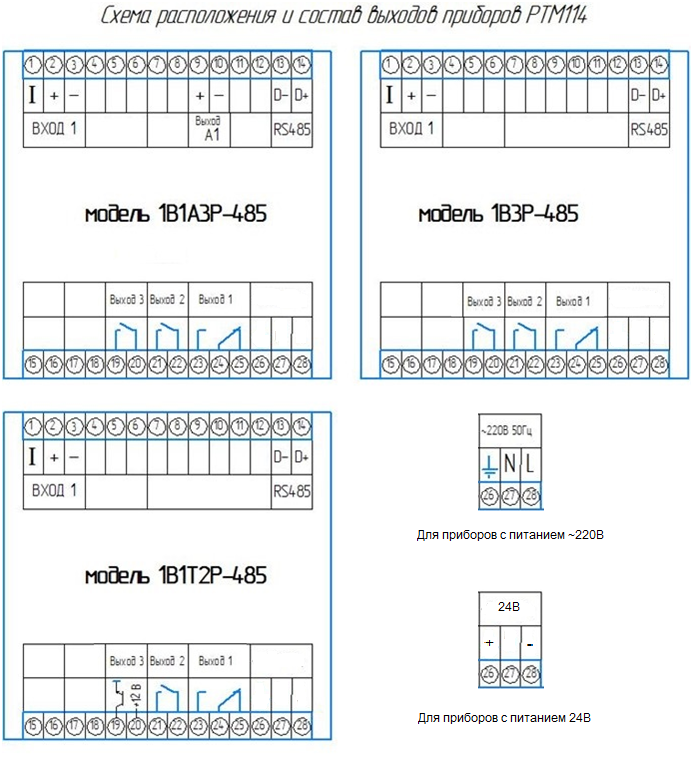 Схема расположения и состав выходов приборов РТМ114
1 2 3 4 5 6 7 8 9 10 11 12 13 14
I + − + − D− D+
ВХОД 1 Выход А1 RS485
модель 1В1А3Р-485
Выход 3 Выход 2 Выход 1
15 16 17 18 19 20 21 22 23 24 25 26 27 28
1 2 3 4 5 6 7 8 9 10 11 12 13 14
I + − D− D+
ВХОД 1 RS485
модель 1В3Р-485
Выход 3 Выход 2 Выход 1
15 16 17 18 19 20 21 22 23 24 25 26 27 28
1 2 3 4 5 6 7 8 9 10 11 12 13 14
I + − D− D+
ВХОД 1 RS485
модель 1В1Т2Р-485
Выход 3 Выход 2 Выход 1
+12 В
15 16 17 18 19 20 21 22 23 24 25 26 27 28
~220В 50Гц
N L
26 27 28
Для приборов с питанием ~220В
24В
+ -
26 27 28
Для приборов с питанием 24В